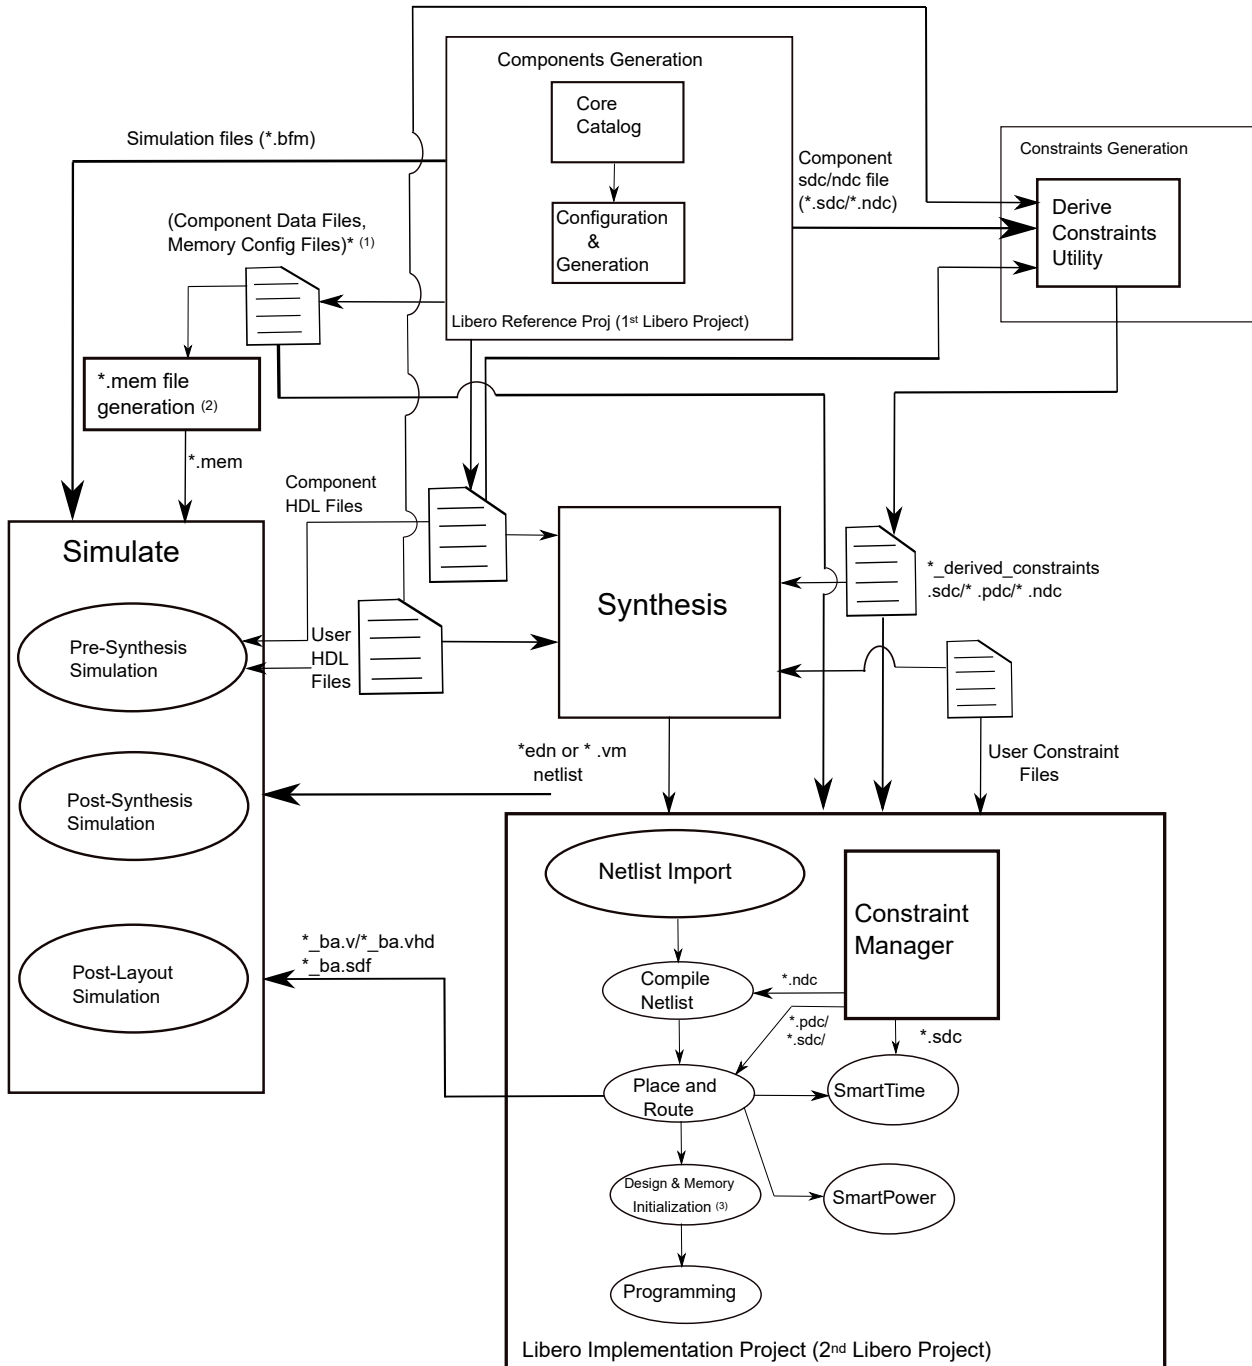 Components Generation
Core
Catalog
Configuration
&
Generation
Libero Reference Proj (1st Libero Project)
Simulation files (*.bfm)
Component
sdc/ndc file
(*.sdc/*.ndc)
Constraints Generation
Derive
Constraints
Utility
(Component Data Files,
Memory Config Files)* (1)
*.mem file
generation (2)
*.mem
Component
HDL Files
Simulate
Pre-Synthesis
Simulation
User
HDL
Files
Synthesis
*_derived_constraints
.sdc/* .pdc/* .ndc
*edn or * .vm
netlist
User Constraint
Files
Post-Synthesis
Simulation
Post-Layout
Simulation
*_ba.v/*_ba.vhd
*_ba.sdf
Netlist Import
Constraint
Manager
Compile
Netlist
*.ndc
*.pdc/
*.sdc/
*.sdc
Place and
Route
SmartTime
Design & Memory
Initialization (3)
SmartPower
Programming
Libero Implementation Project (2nd Libero Project)